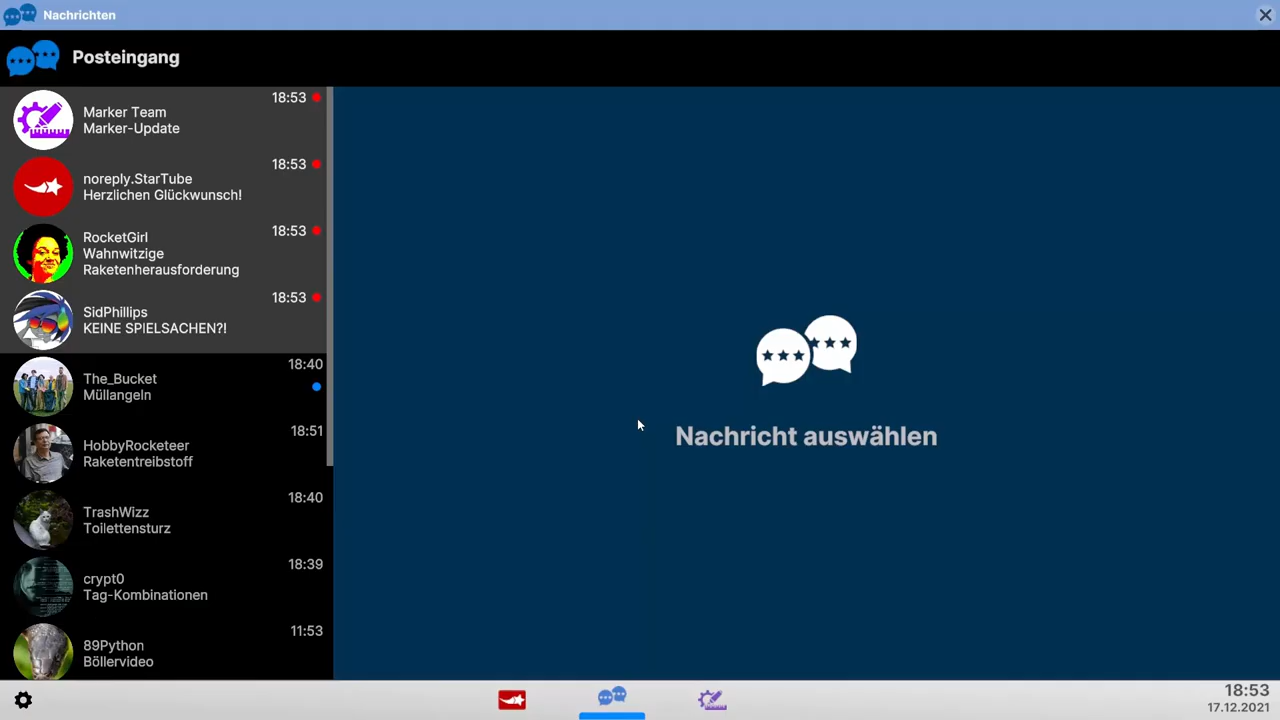 Nachrichten
Posteingang
18:53
Marker Team
Marker-Update
18:53
noreply.StarTube
Herzlichen Glückwunsch!
18:53
RocketGirl
Wahnwitzige
Raketenherausforderung
18:53
SidPhillips
KEINE SPIELSACHEN?!
18:40
The_Bucket
Müllangeln
18:51
HobbyRocketeer
Raketentreibstoff
18:40
TrashWizz
Toilettensturz
18:39
crypt0
Tag-Kombinationen
11:53
89Python
Böllervideo
Nachricht auswählen
18:53
17.12.2021